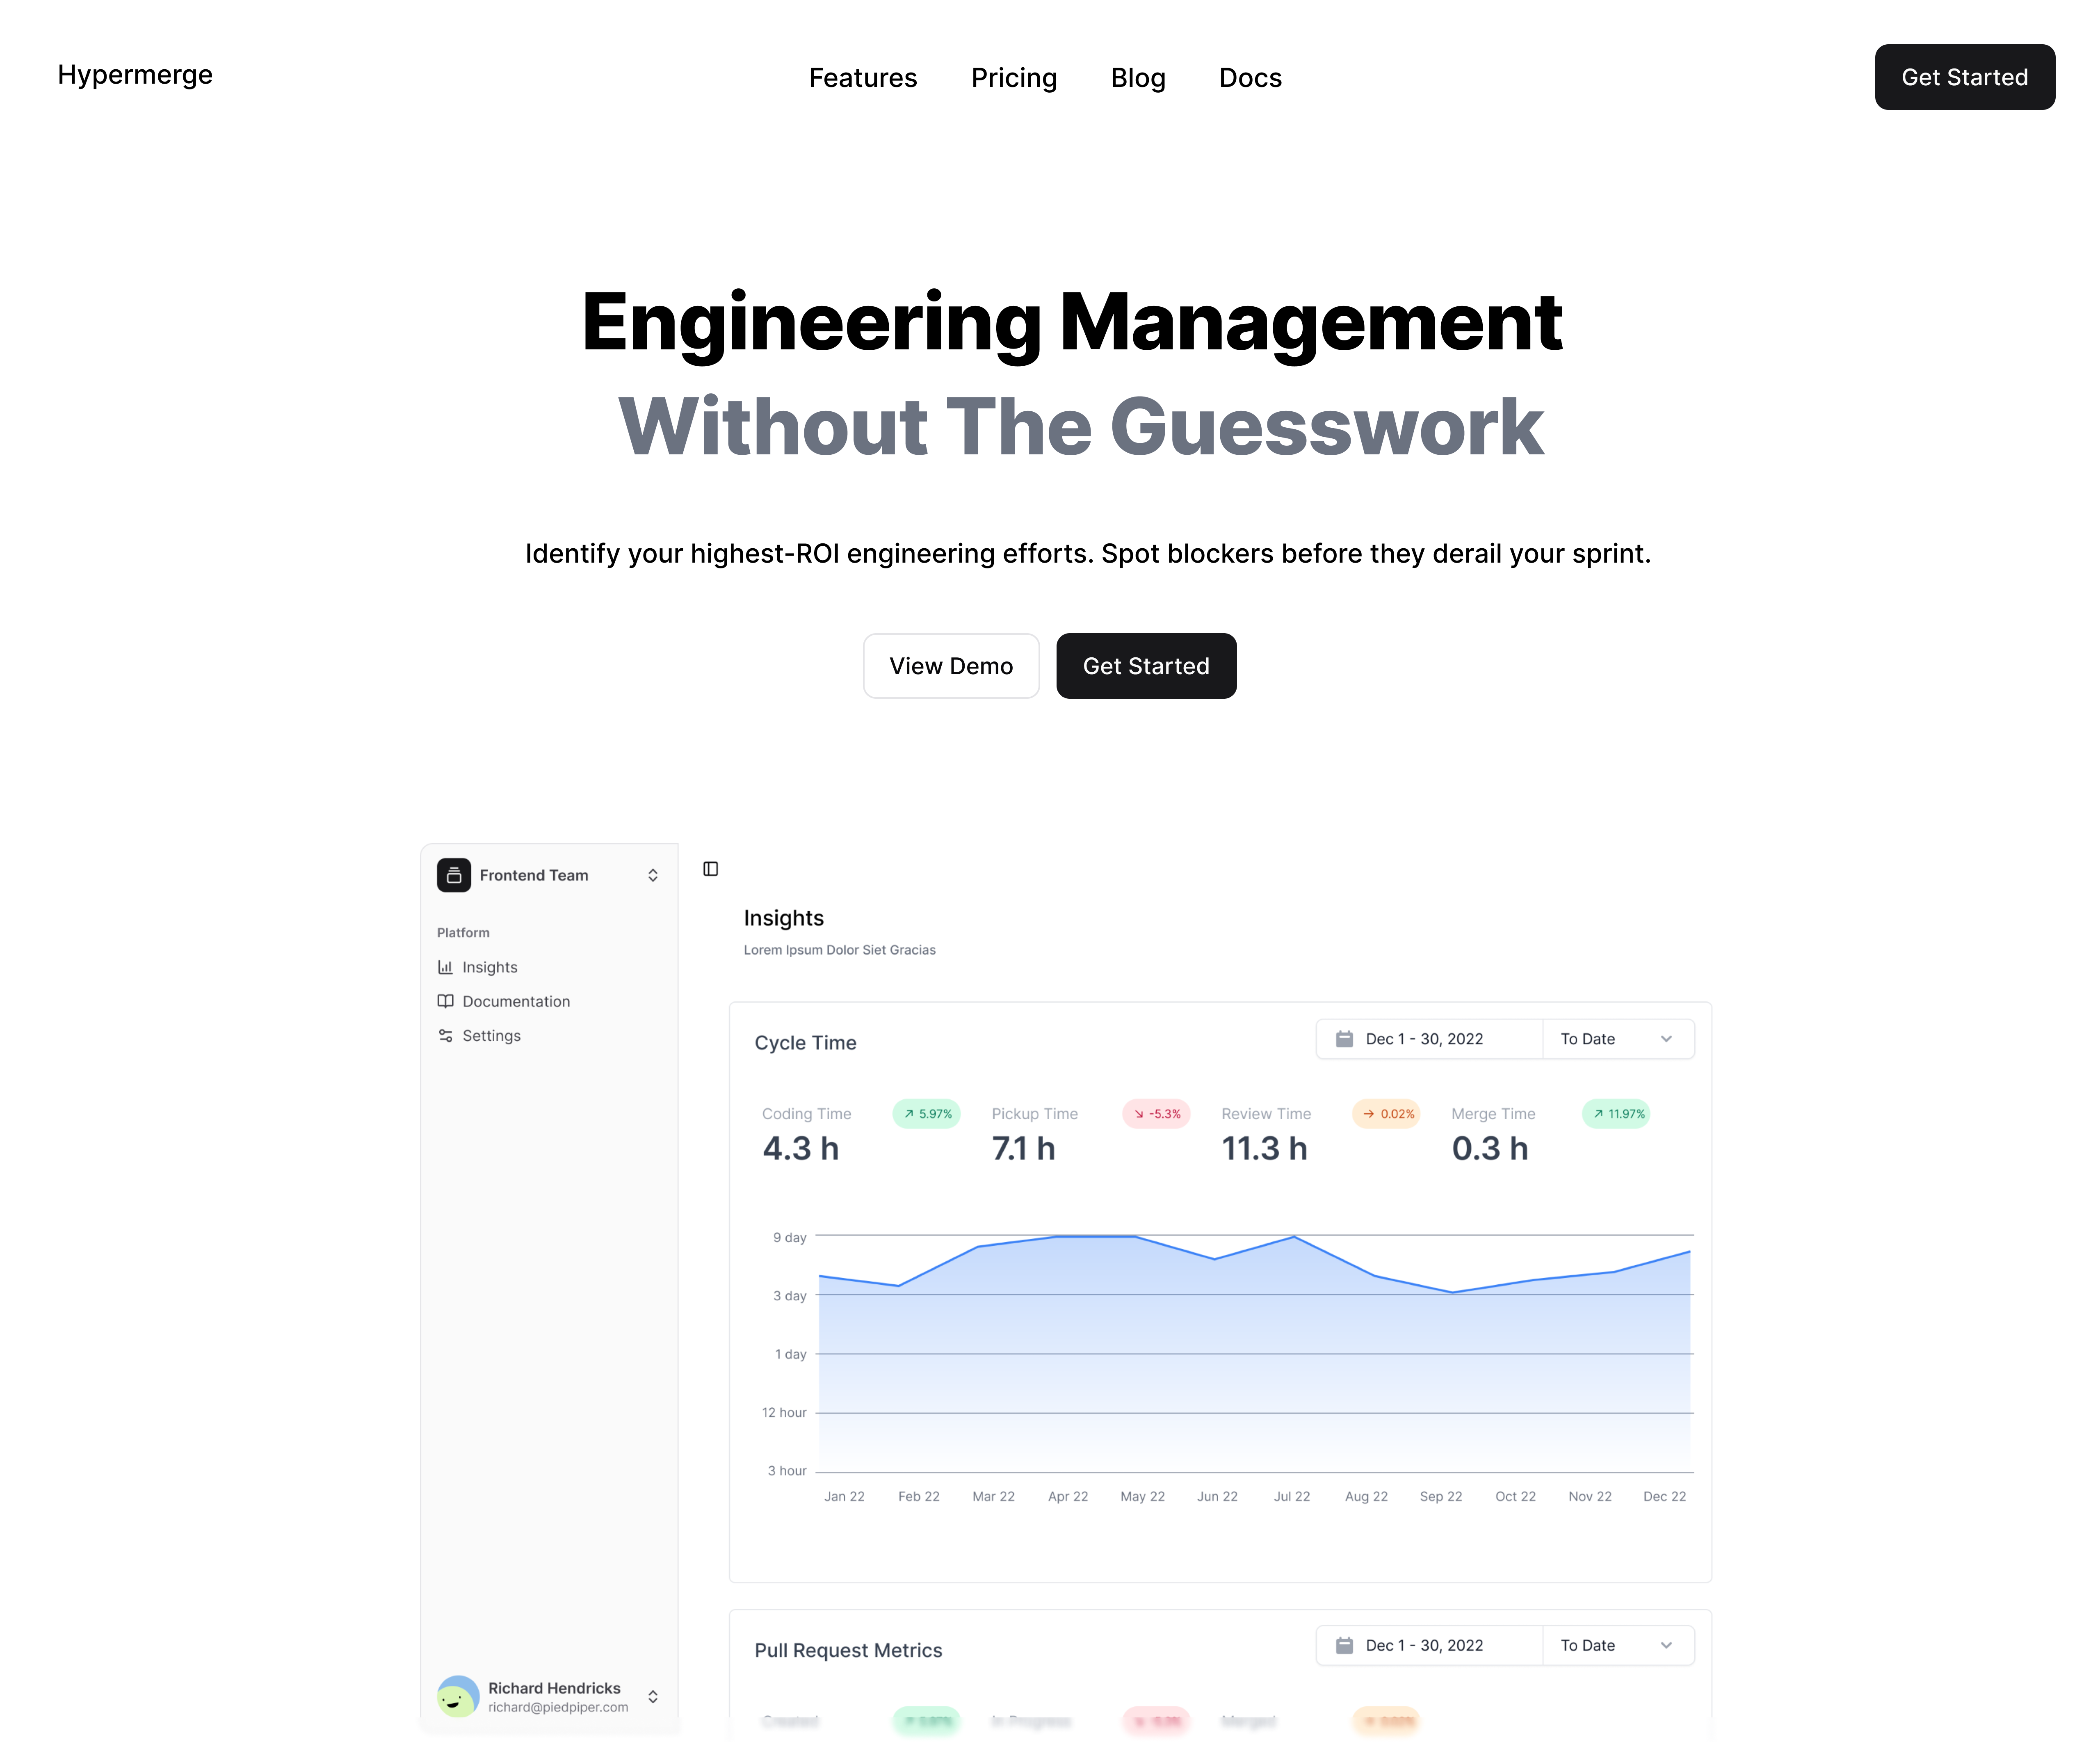 Hypermerge
Features Pricing Blog Docs
Get Started
Engineering Management
Without The Guesswork
Identify your highest-ROI engineering efforts. Spot blockers before they derail your sprint.
View Demo
Get Started
Frontend Team
Platform
Insights
Documentation
Settings
Richard Hendricks
richard@piedpiper.com
Insights
Lorem Ipsum Dolor Siet Gracias
Cycle Time
Dec 1 - 30, 2022
To Date
Coding Time
5.97%
4.3 h
Pickup Time
-5.3%
7.1 h
Review Time
0.02%
11.3 h
Merge Time
11.97%
0.3 h
9 day
3 day
1 day
12 hour
3 hour
Jan 22 Feb 22 Mar 22 Apr 22 May 22 Jun 22 Jul 22 Aug 22 Sep 22 Oct 22 Nov 22 Dec 22
Pull Request Metrics
Dec 1 - 30, 2022
To Date
Created
In Progress
Merged